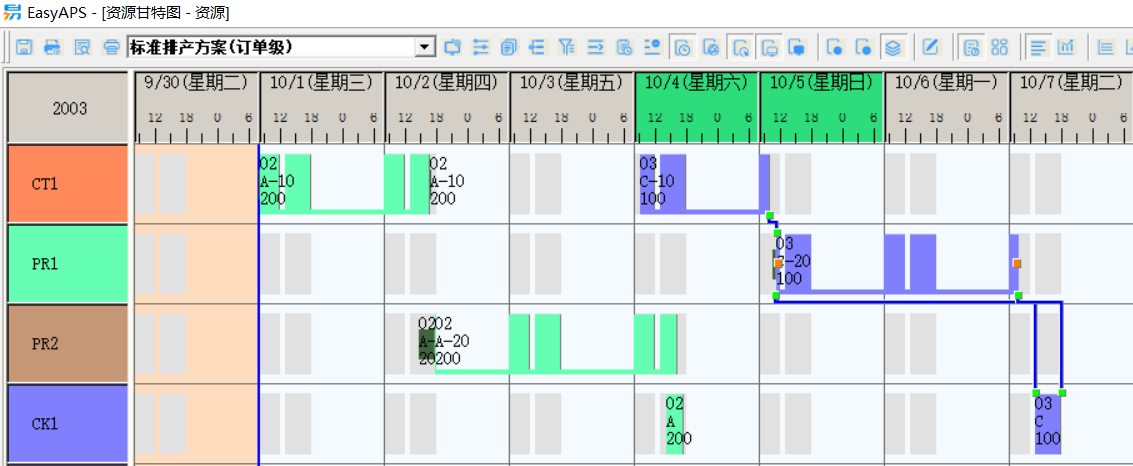 EasyAPS - [资源甘特图 - 资源]
标准排产方案(订单级)
2003
9/30(星期二) 10/1(星期三) 10/2(星期四) 10/3(星期五) 10/4(星期六) 10/5(星期日) 10/6(星期一) 10/7(星期二)
12 18 0 6 12 18 0 6 12 18 0 6 12 18 0 6 12 18 0 6 12 18 0 6 12 18 0 6 12 18 0 6
CT1
02
A-10
200
02
A-10
200
03
C-10
100
PR1
03
-20
100
PR2
0202
A-A-20
20200
CK1
02
A
200
03
C
100